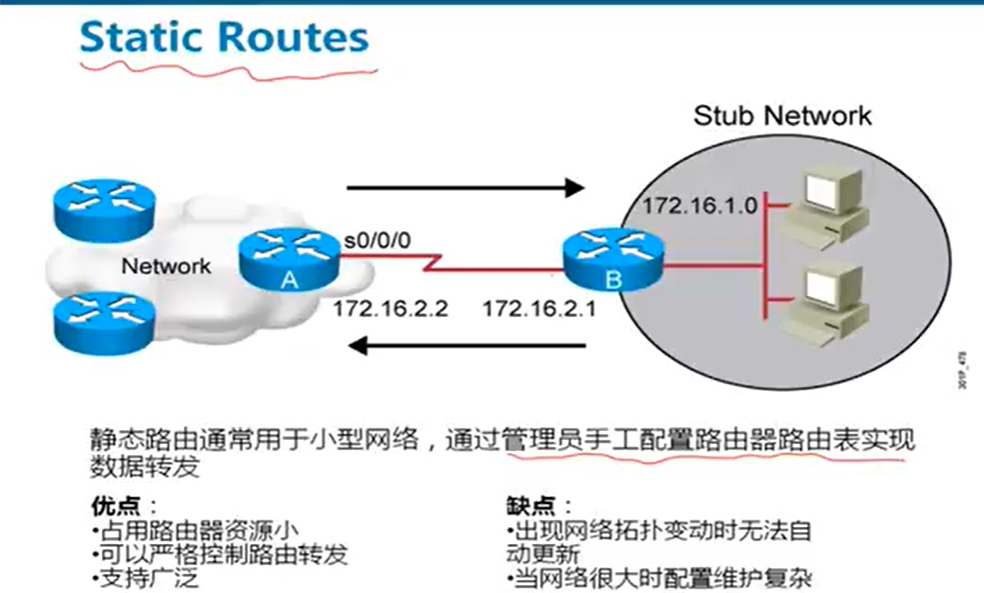 Static Routes
Stub Network
172.16.1.0
s0/0/0
Network
A
B
172.16.2.2
172.16.2.1
静态路由通常用于小型网络，通过管理员手工配置路由器路由表实现
数据转发
优点：
•占用路由器资源小
•可以严格控制路由转发
•支持广泛
缺点：
•出现网络拓扑变动时无法自
动更新
•当网络很大时配置维护复杂